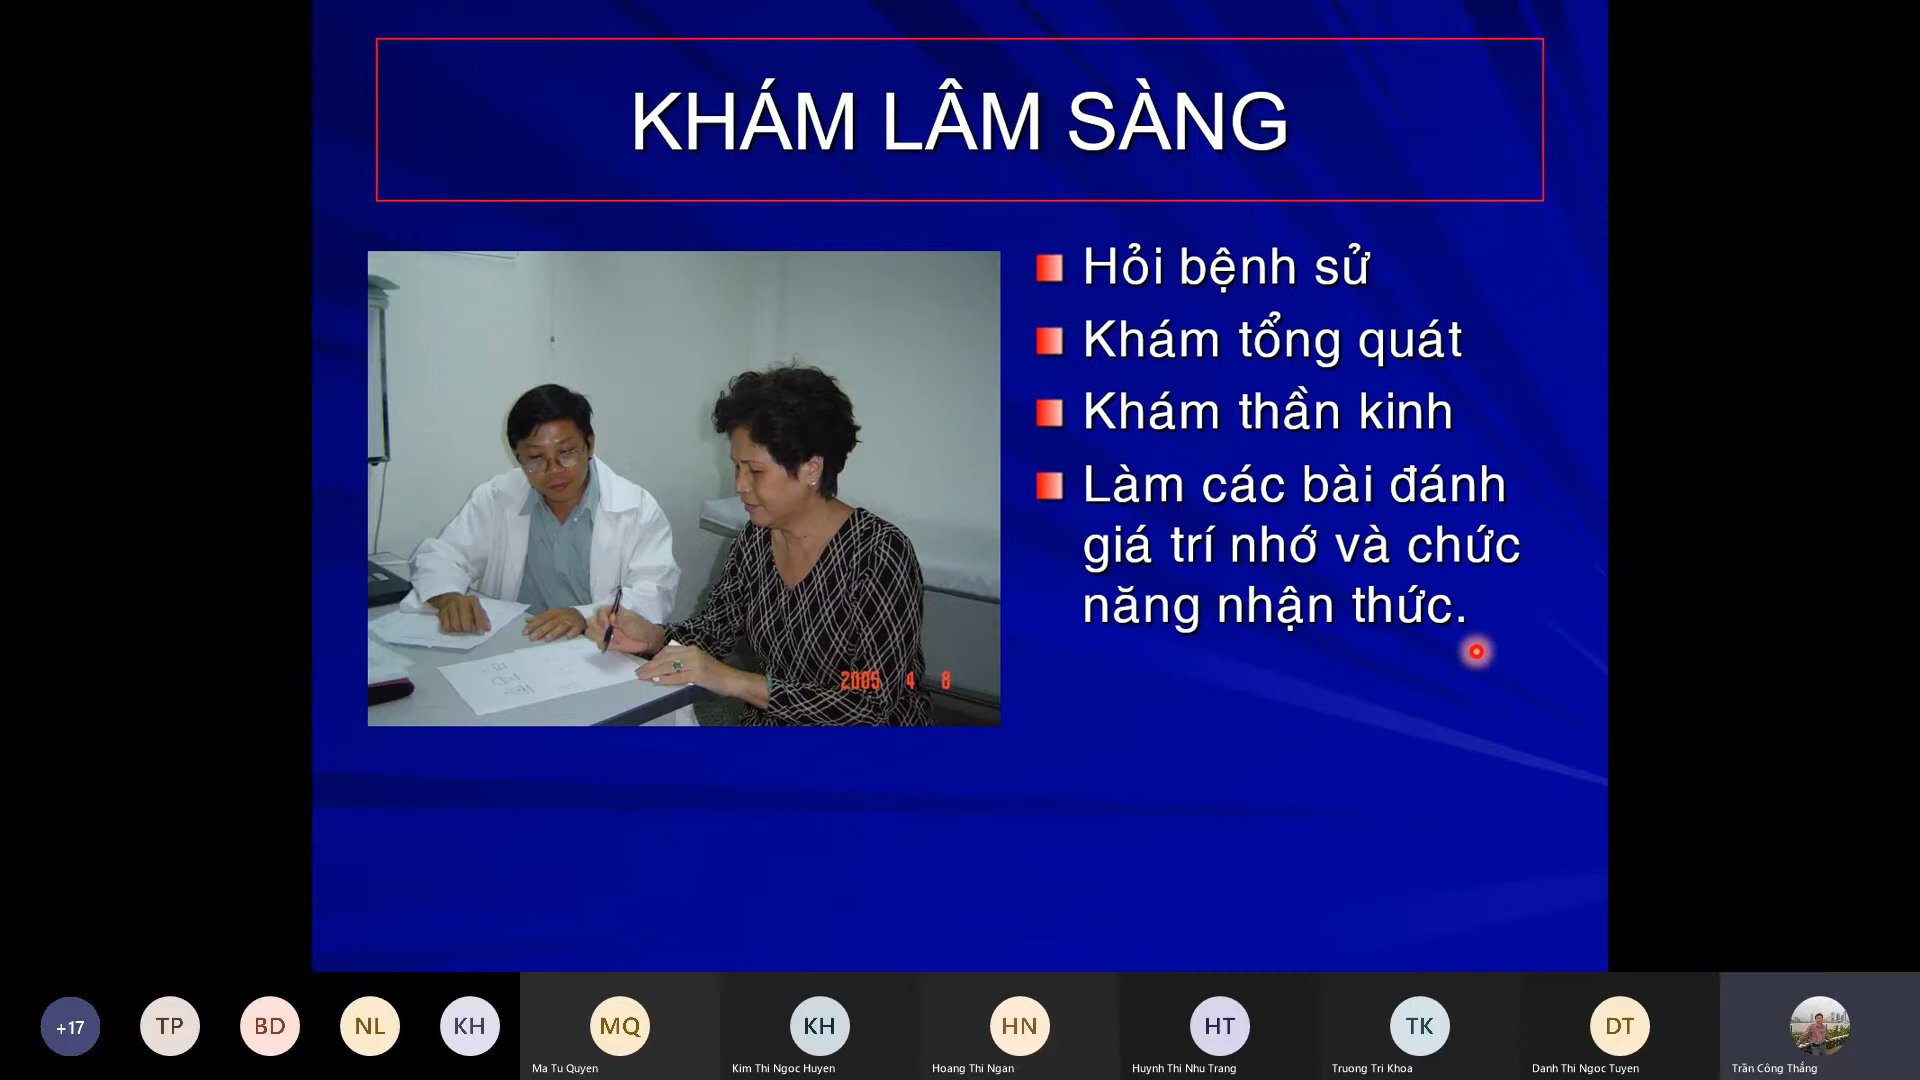 KHÁM LÂM SÀNG
Hỏi bệnh sử
Khám tổng quát
Khám thần kinh
Làm các bài đánh
giá trí nhớ và chức
năng nhận thức.
2005 4 8
+17
TP
BD
NL
KH
MQ
Ma Tu Quyen
KH
Kim Thi Ngoc Huyen
HN
Hoang Thi Ngan
HT
Huynh Thi Nhu Trang
TK
Truong Tri Khoa
DT
Danh Thi Ngoc Tuyen
Trần Công Thắng